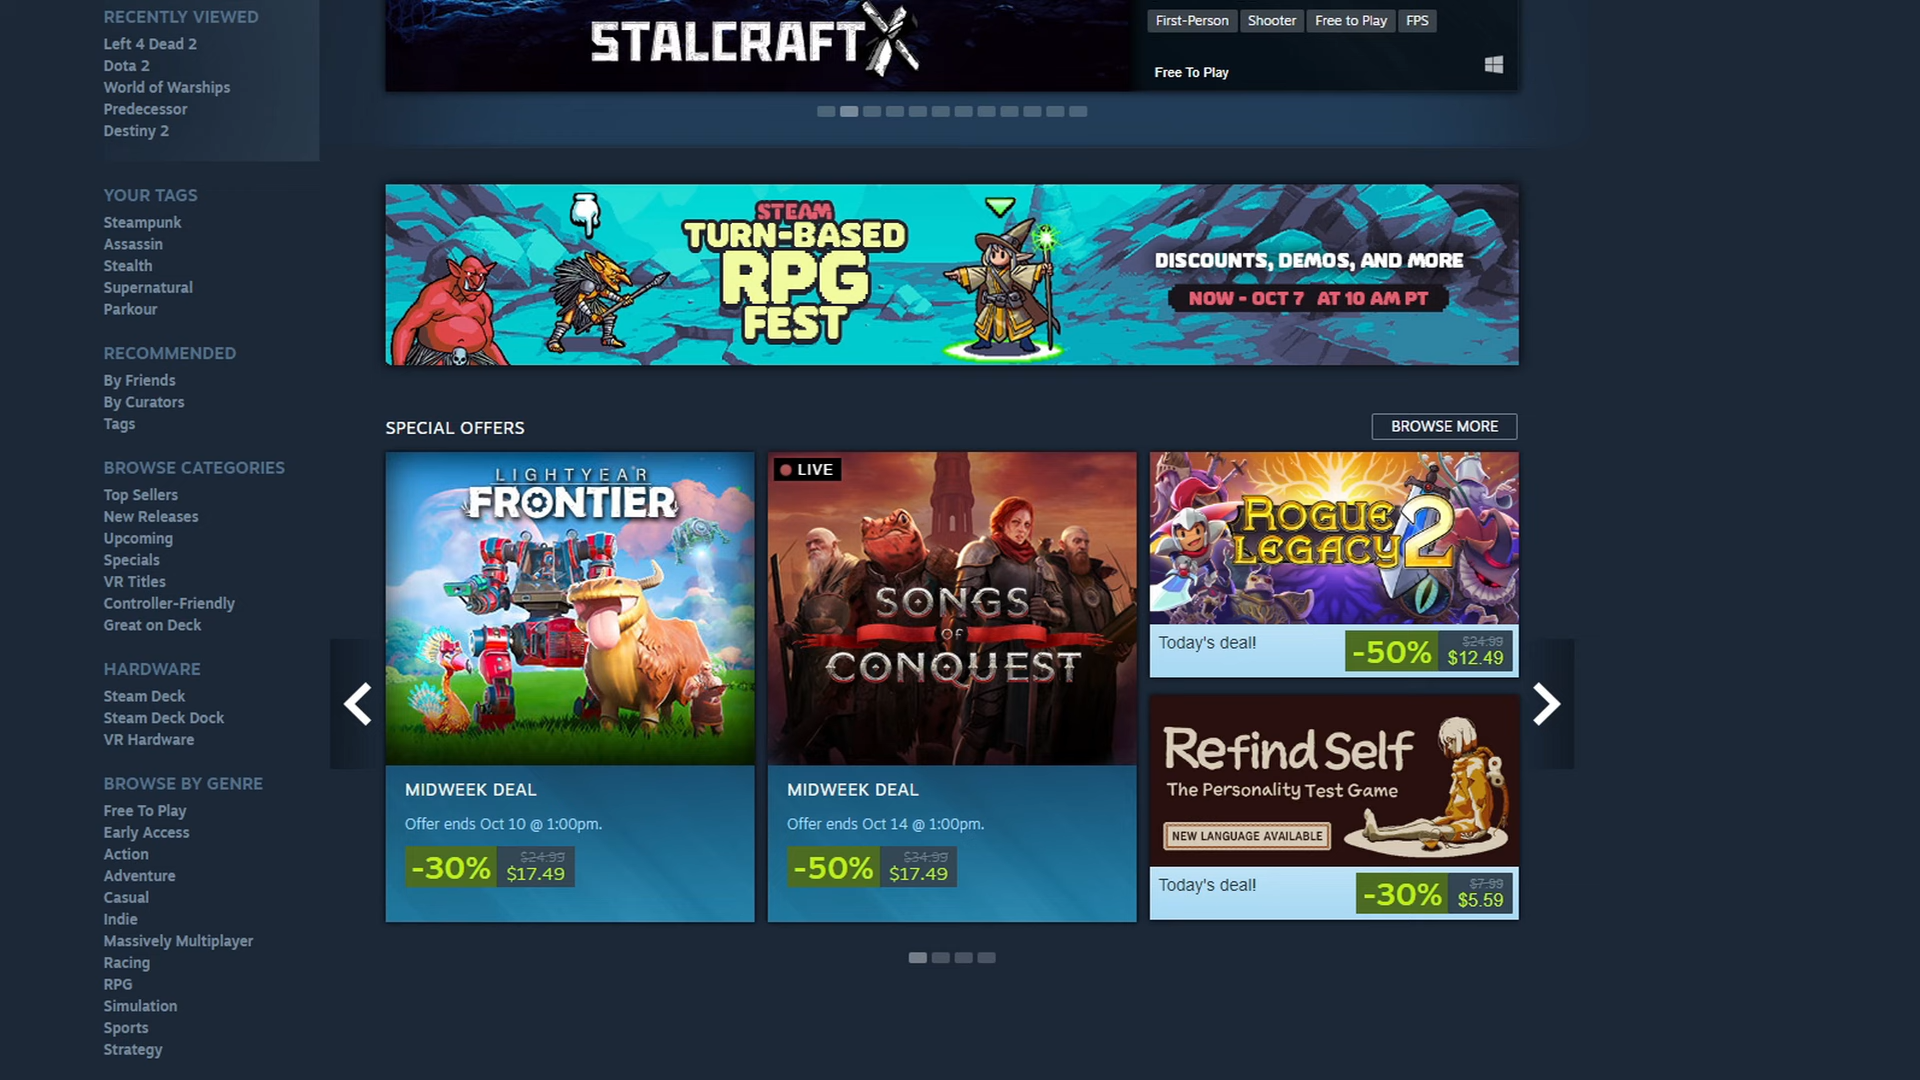 RECENTLY VIEWED
Left 4 Dead 2
Dota 2
World of Warships
Predecessor
Destiny 2
YOUR TAGS
Steampunk
Assassin
Stealth
Supernatural
Parkour
RECOMMENDED
By Friends
By Curators
Tags
BROWSE CATEGORIES
Top Sellers
New Releases
Upcoming
Specials
VR Titles
Controller-Friendly
Great on Deck
HARDWARE
Steam Deck
Steam Deck Dock
VR Hardware
BROWSE BY GENRE
Free To Play
Early Access
Action
Adventure
Casual
Indie
Massively Multiplayer
Racing
RPG
Simulation
Sports
Strategy
STALCRAFT X
First-Person Shooter Free to Play FPS
Free To Play
STEAM
TURN-BASED
RPG
FEST
DISCOUNTS, DEMOS, AND MORE
NOW - OCT 7 AT 10 AM PT
SPECIAL OFFERS
BROWSE MORE
LIGHTYEAR
FRONTIER
MIDWEEK DEAL
Offer ends Oct 10 @ 1:00pm.
-30% $24.99
$17.49
LIVE
SONGS
OF
CONQUEST
MIDWEEK DEAL
Offer ends Oct 14 @ 1:00pm.
-50% $34.99
$17.49
ROGUE
LEGACY 2
Today's deal!
-50% $24.99
$12.49
Refind Self
The Personality Test Game
NEW LANGUAGE AVAILABLE
Today's deal!
-30% $7.99
$5.59